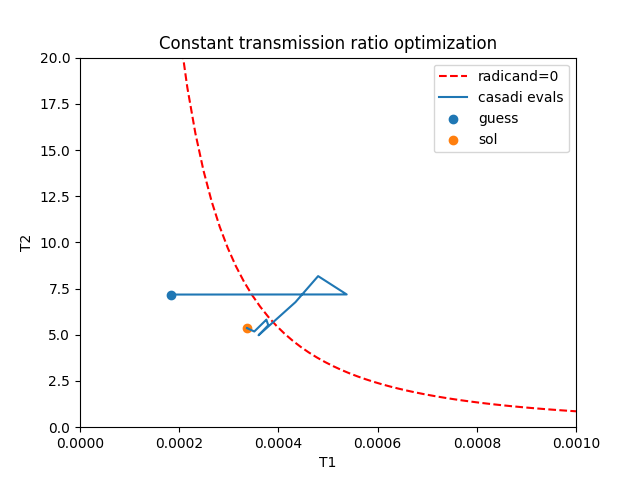 Constant transmission ratio optimization
20.0
17.5
15.0
12.5
10.0
7.5
5.0
2.5
0.0
T2
radicand=0
casadi evals
guess
sol
0.0000
0.0002
0.0004
0.0006
0.0008
0.0010
T1